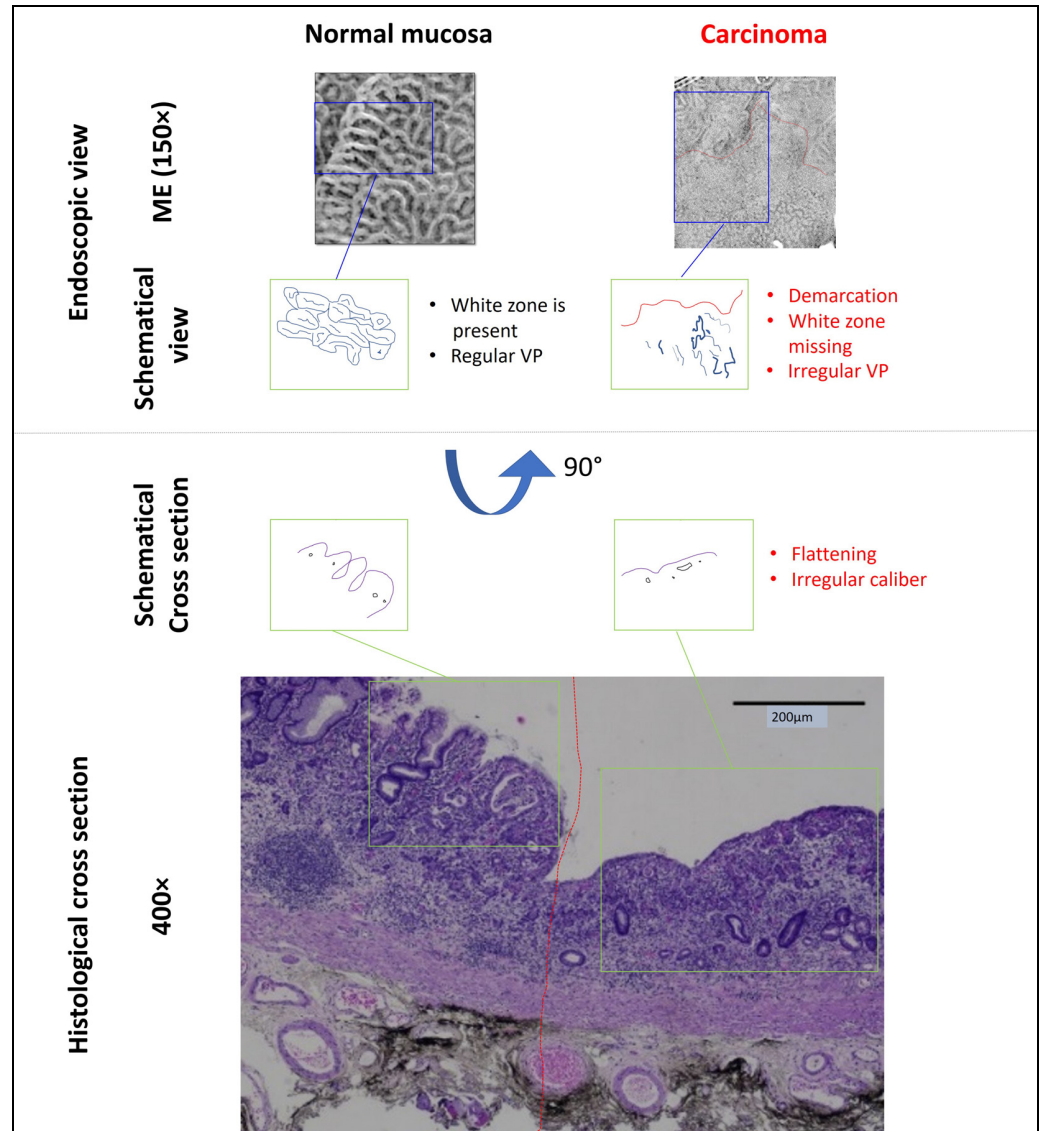 Normal mucosa
Carcinoma
Endoscopic view
ME (150×)
Schematical
view
• White zone is
present
• Regular VP
• Demarcation
• White zone
missing
• Irregular VP
90°
Schematical
Cross section
• Flattening
• Irregular caliber
Histological cross section
400×
200µm